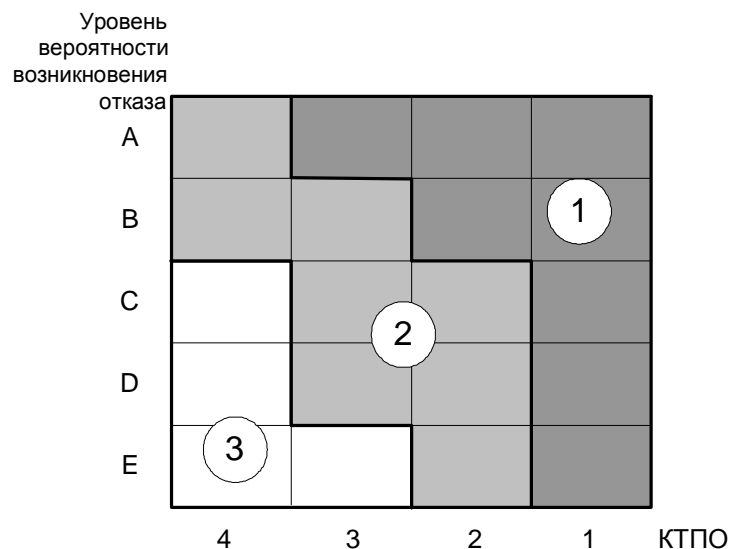 Уровень
вероятности
возникновения
отказа
A
B
1
C
2
D
3
E
4 3 2 1 КТПО